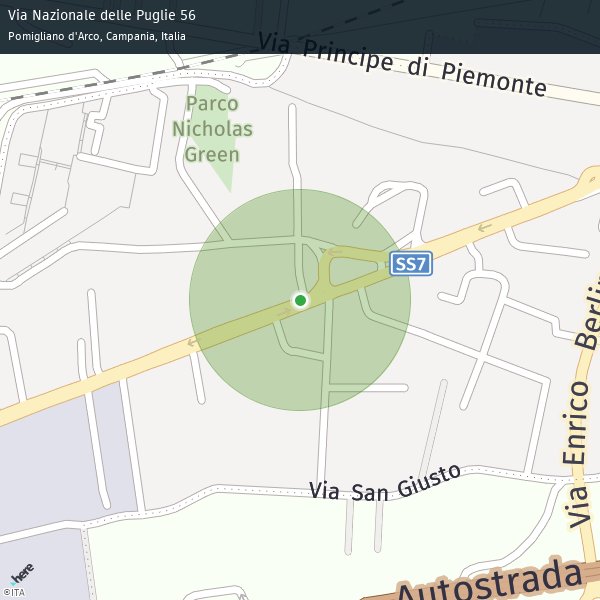 Via Nazionale delle Puglie 56
Pomigliano d'Arco, Campania, Italia
Via Principe di Piemonte
Parco
Nicholas
Green
SS7
Via Enrico Berlin
Via San Giusto
Autostrada
here
©ITA